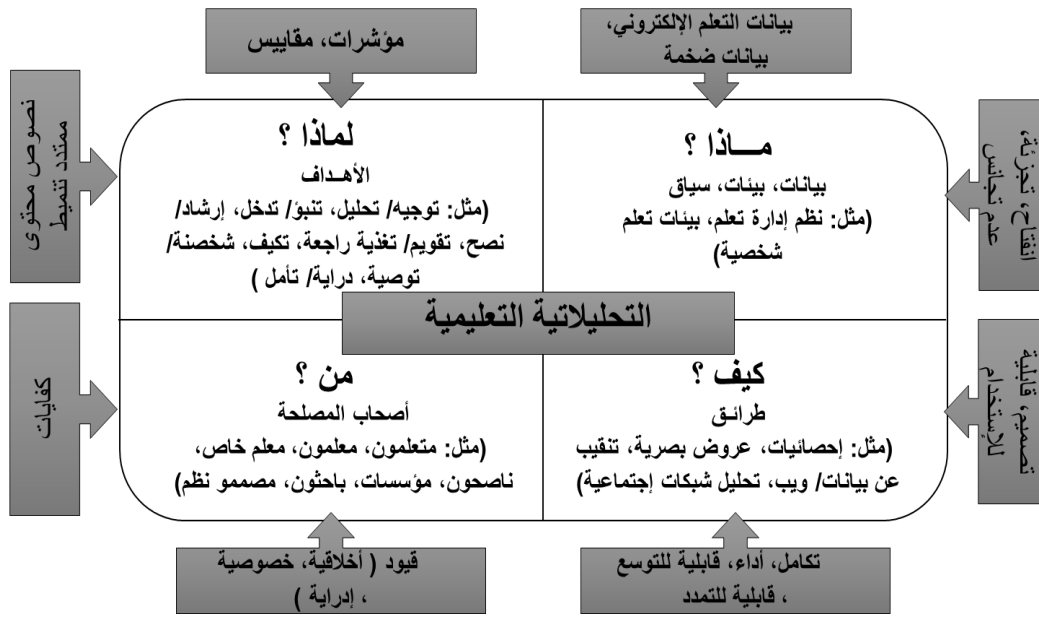 بيانات التعلم الإلكتروني،
بيانات ضخمة
مؤشرات، مقاييس
انفتاح، تجزئة،
عدم تجانس
مـــاذا ؟
بيانات، بيئات، سياق
(مثل: نظم إدارة تعلم، بيئات تعلم
شخصية)
لماذا ؟
الأهـداف
(مثل: توجيه/ تحليل، تنبؤ/ تدخل، إرشاد/
نصح، تقويم/ تغذية راجعة، تكيف، شخصنة/
توصية، دراية/ تأمل )
نصوص محتوى
ممتدد تنميط
التحليلاتية التعليمية
تصميم، قابلية
للإستخدام
كيف ؟
طرائـق
(مثل: إحصائيات، عروض بصرية، تنقيب
عن بيانات/ ويب، تحليل شبكات إجتماعية)
من ؟
أصحاب المصلحة
(مثل: متعلمون، معلمون، معلم خاص،
ناصحون، مؤسسات، باحثون، مصممو نظم)
كفايات
تكامل، أداء، قابلية للتوسع
، قابلية للتمدد
قيود ( أخلاقية، خصوصية
، إدراية )